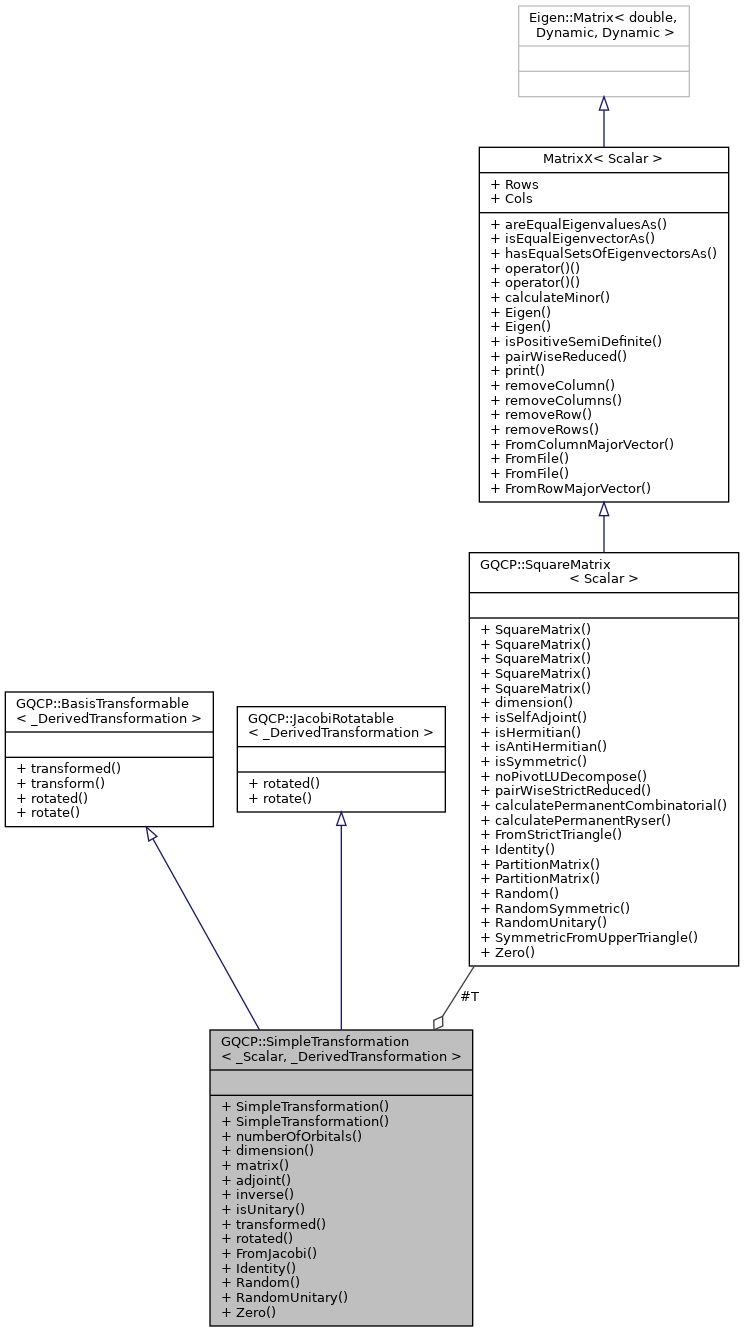 Eigen::Matrix< double,
Dynamic, Dynamic >
MatrixX< Scalar >
+ Rows
+ Cols
+ areEqualEigenvaluesAs()
+ isEqualEigenvectorAs()
+ hasEqualSetsOfEigenvectorsAs()
+ operator()()
+ operator()()
+ calculateMinor()
+ Eigen()
+ Eigen()
+ isPositiveSemiDefinite()
+ pairWiseReduced()
+ print()
+ removeColumn()
+ removeColumns()
+ removeRow()
+ removeRows()
+ FromColumnMajorVector()
+ FromFile()
+ FromFile()
+ FromRowMajorVector()
GQCP::SquareMatrix
< Scalar >
+ SquareMatrix()
+ SquareMatrix()
+ SquareMatrix()
+ SquareMatrix()
+ SquareMatrix()
+ dimension()
+ isSelfAdjoint()
+ isHermitian()
+ isAntiHermitian()
+ isSymmetric()
+ noPivotLUDecompose()
+ pairWiseStrictReduced()
+ calculatePermanentCombinatorial()
+ calculatePermanentRyser()
+ FromStrictTriangle()
+ Identity()
+ PartitionMatrix()
+ PartitionMatrix()
+ Random()
+ RandomSymmetric()
+ RandomUnitary()
+ SymmetricFromUpperTriangle()
+ Zero()
GQCP::BasisTransformable
< _DerivedTransformation >
+ transformed()
+ transform()
+ rotated()
+ rotate()
GQCP::JacobiRotatable
< _DerivedTransformation >
+ rotated()
+ rotate()
#T
GQCP::SimpleTransformation
< _Scalar, _DerivedTransformation >
+ SimpleTransformation()
+ SimpleTransformation()
+ numberOfOrbitals()
+ dimension()
+ matrix()
+ adjoint()
+ inverse()
+ isUnitary()
+ transformed()
+ rotated()
+ FromJacobi()
+ Identity()
+ Random()
+ RandomUnitary()
+ Zero()